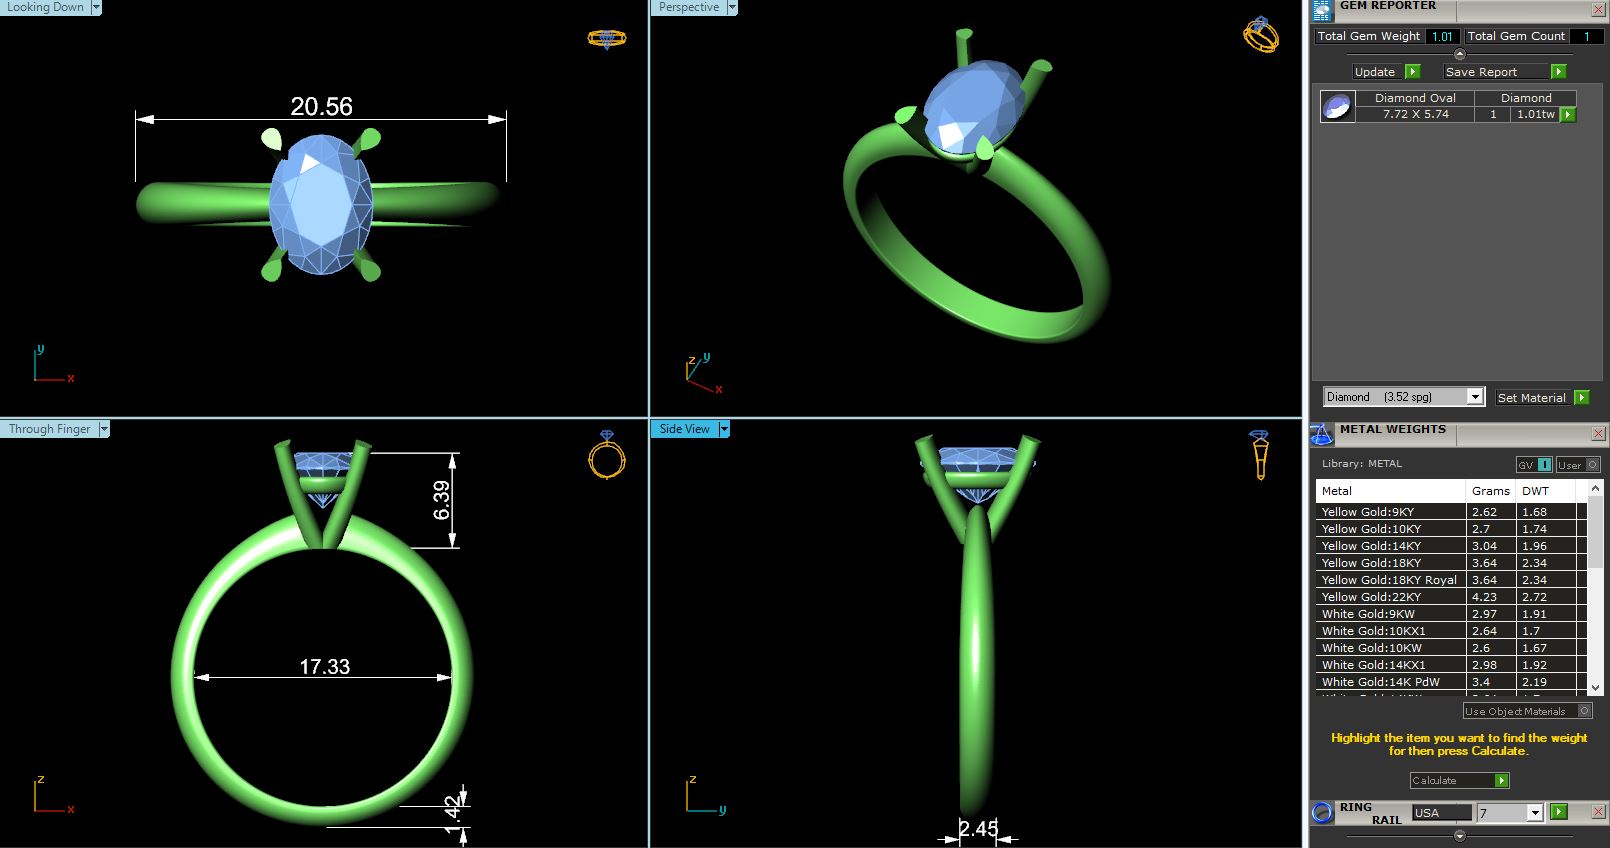 Looking Down
20.56
y
x
Perspective
z
y
x
Through Finger
6.39
17.33
1.42
z
x
Side View
2.45
z
y
GEM REPORTER
Total Gem Weight 1.01 Total Gem Count 1
Update Save Report
Diamond Oval Diamond
7.72 X 5.74 1 1.01tw
Diamond (3.52 spg) Set Material
METAL WEIGHTS
Library: METAL GV I User O
Metal Grams DWT
Yellow Gold:9KY 2.62 1.68
Yellow Gold:10KY 2.7 1.74
Yellow Gold:14KY 3.04 1.96
Yellow Gold:18KY 3.64 2.34
Yellow Gold:18KY Royal 3.64 2.34
Yellow Gold:22KY 4.23 2.72
White Gold:9KW 2.97 1.91
White Gold:10KX1 2.64 1.7
White Gold:10KW 2.6 1.67
White Gold:14KX1 2.98 1.92
White Gold:14K PdW 3.4 2.19
Use Object Materials O
Highlight the item you want to find the weight
for then press Calculate.
Calculate
RING RAIL USA 7